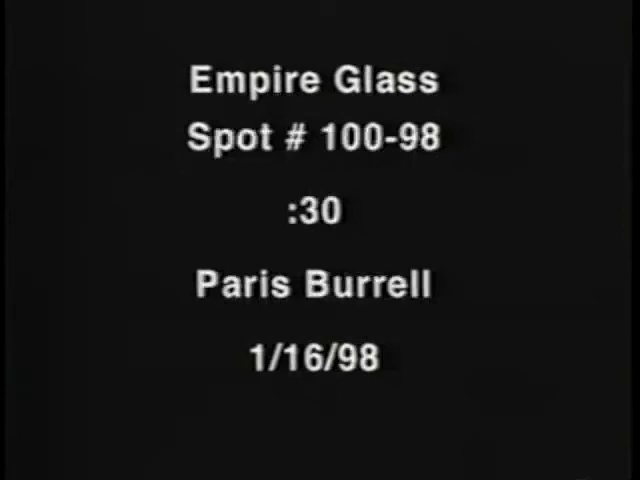 Empire Glass
Spot # 100-98
:30
Paris Burrell
1/16/98